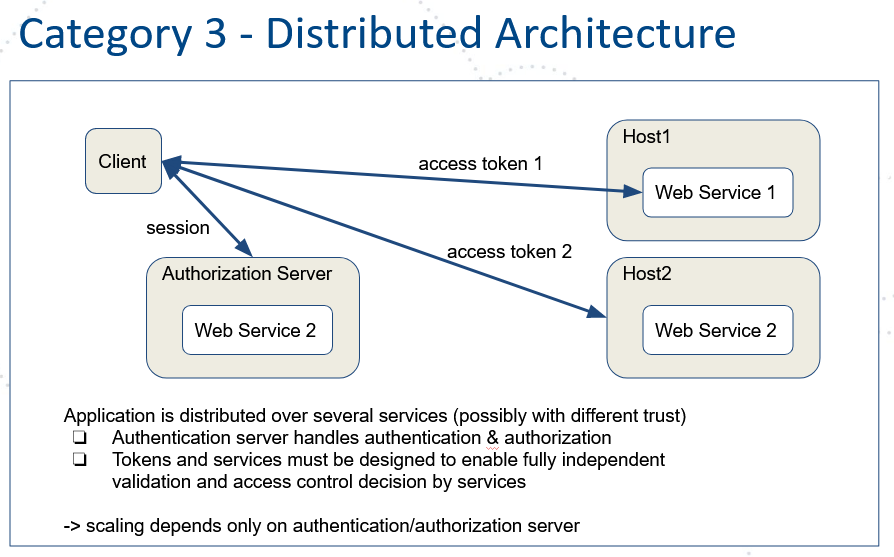 Category 3 - Distributed Architecture
Client
access token 1
Host1
Web Service 1
session
access token 2
Authorization Server
Web Service 2
Host2
Web Service 2
Application is distributed over several services (possibly with different trust)
❑ Authentication server handles authentication & authorization
❑ Tokens and services must be designed to enable fully independent
validation and access control decision by services
-> scaling depends only on authentication/authorization server